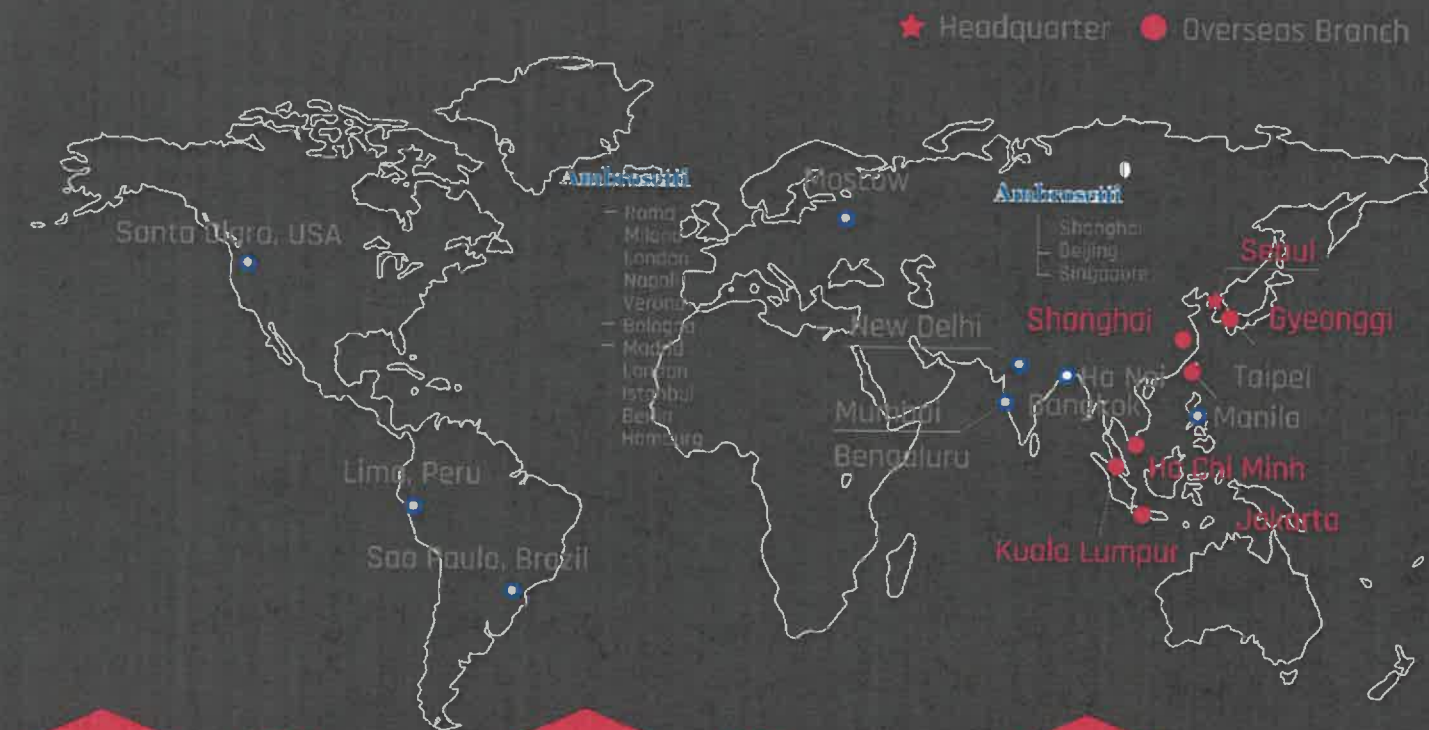 Headquarter
Overseas Branch
Ambrosetti
Roma
Milano
London
Napoli
Verona
Bologna
Madrid
London
Istanbul
Berlin
Hamburg
Moscow
Ambrosetti
Shanghai
Beijing
Singapore
Santa Clara, USA
Seoul
Shanghai
Gyeonggi
New Delhi
Ha Noi
Taipei
Mumbai
Bangkok
Manila
Bengaluru
Lima, Peru
Ho Chi Minh
Jakarta
Kuala Lumpur
Sao Paulo, Brazil